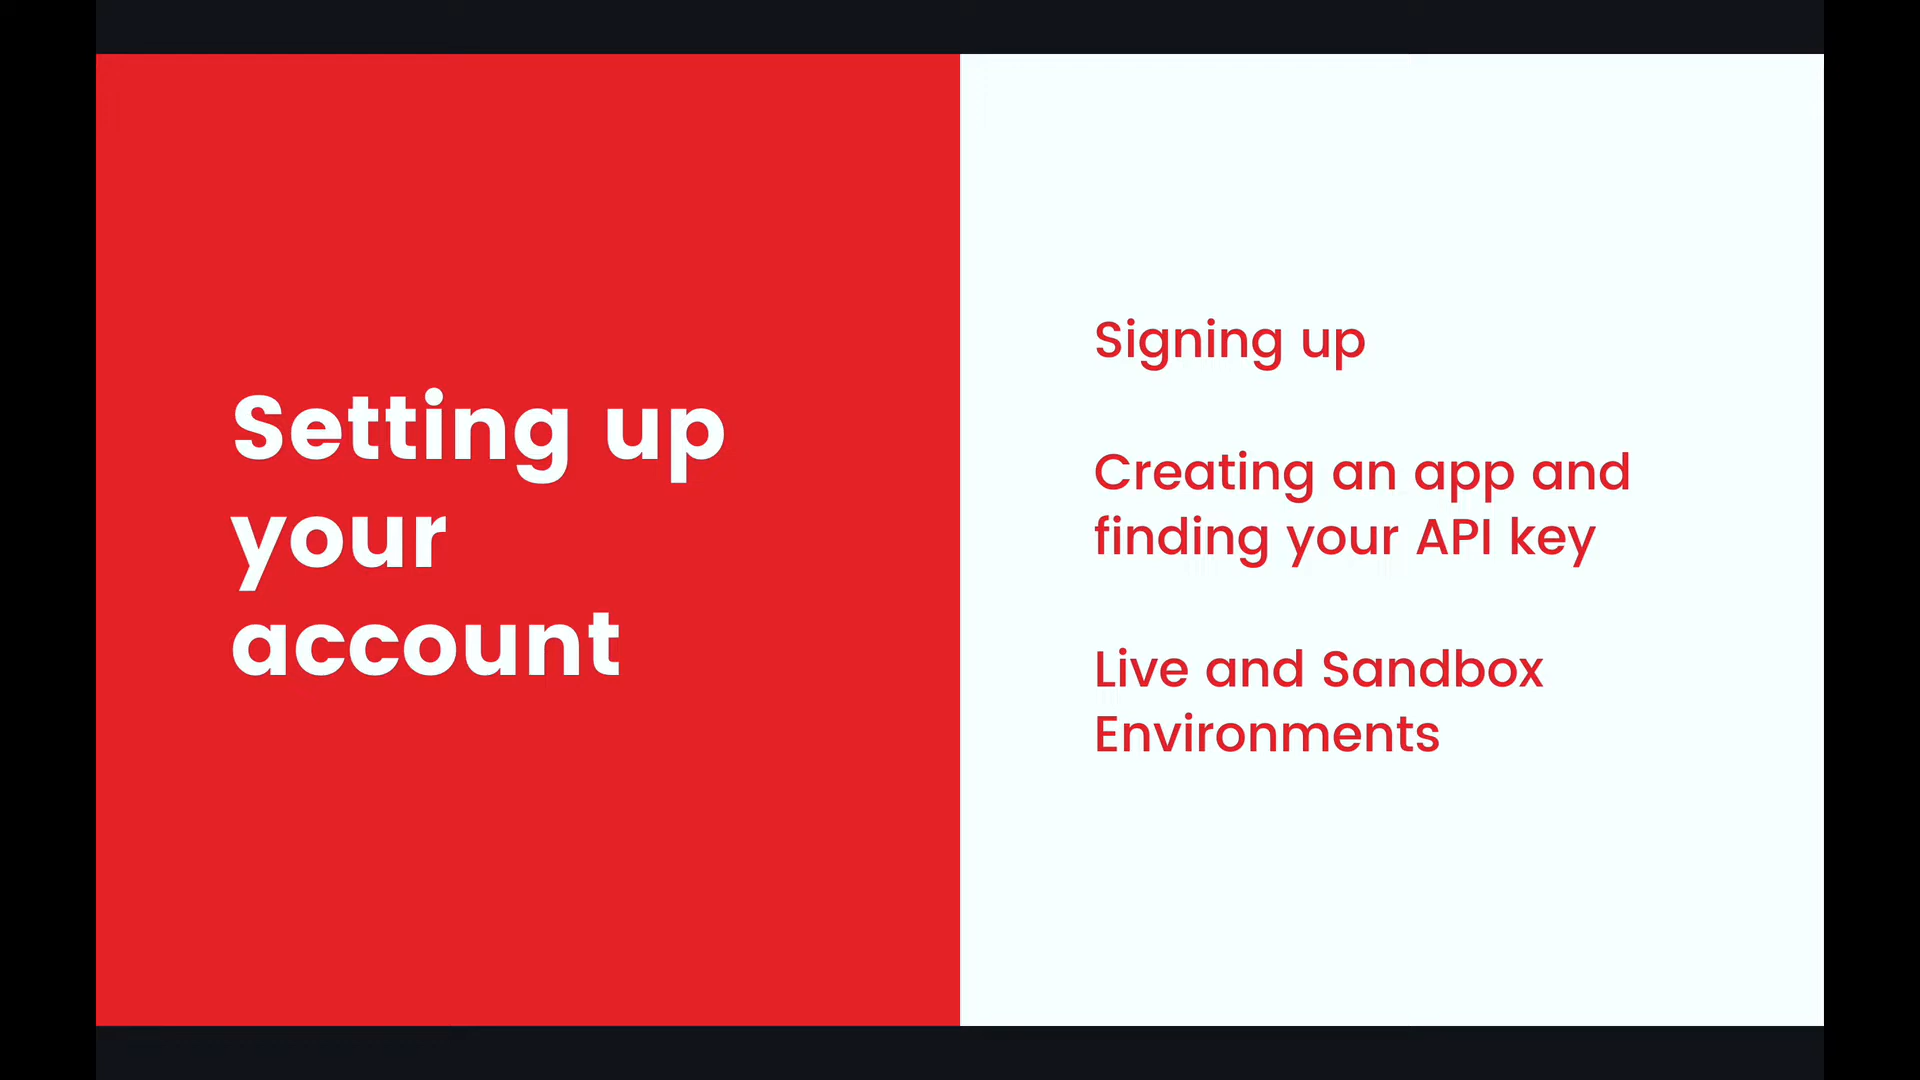 Setting up
your
account
Signing up
Creating an app and
finding your API key
Live and Sandbox
Environments